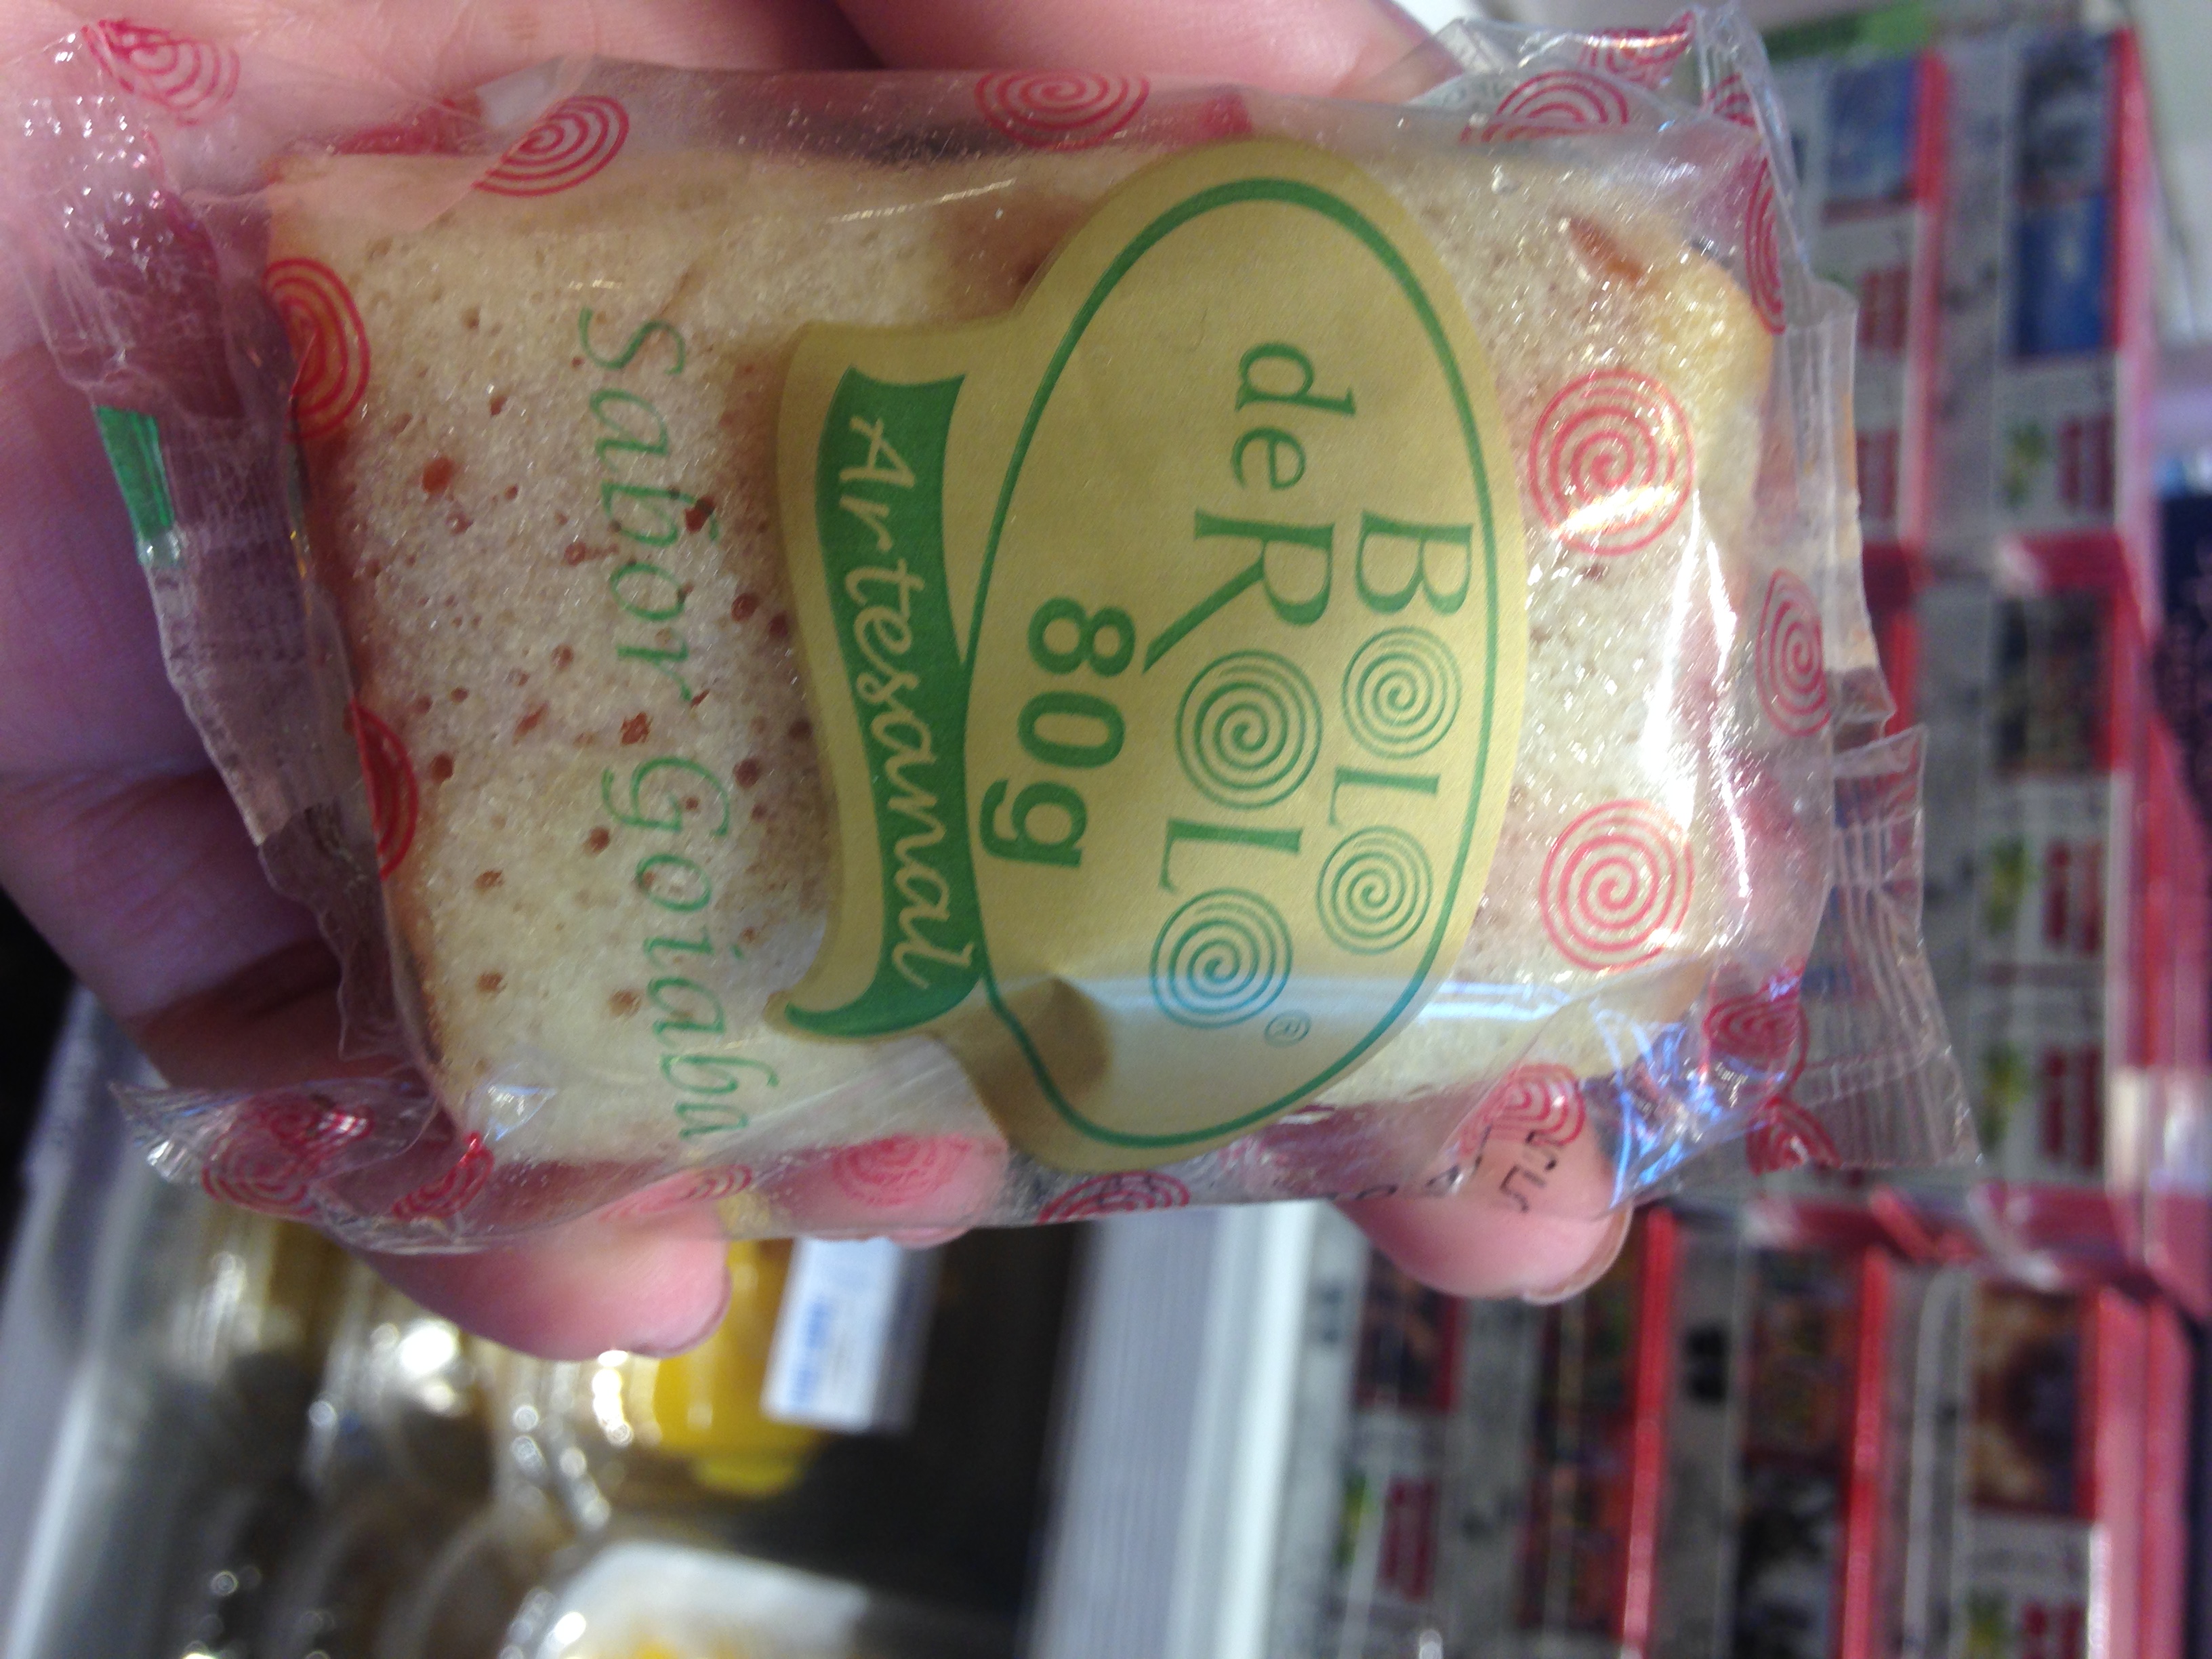 BOLO
de ROLO®
80g
Artesanal
Sabor Goiaba